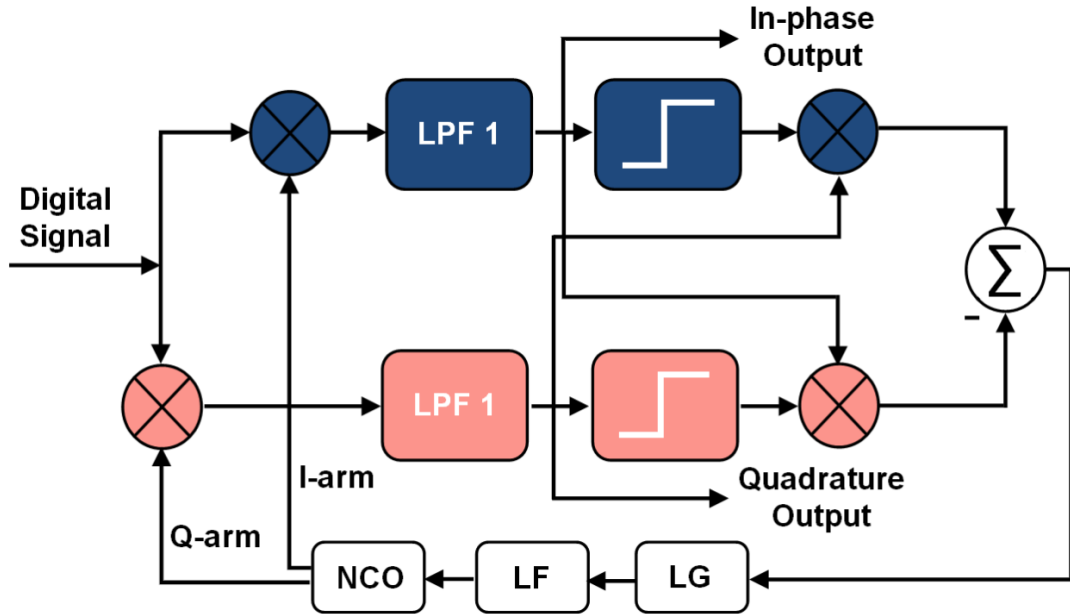 In-phase
Output
LPF 1
Digital
Signal
Σ
-
LPF 1
I-arm
Quadrature
Output
Q-arm
NCO
LF
LG